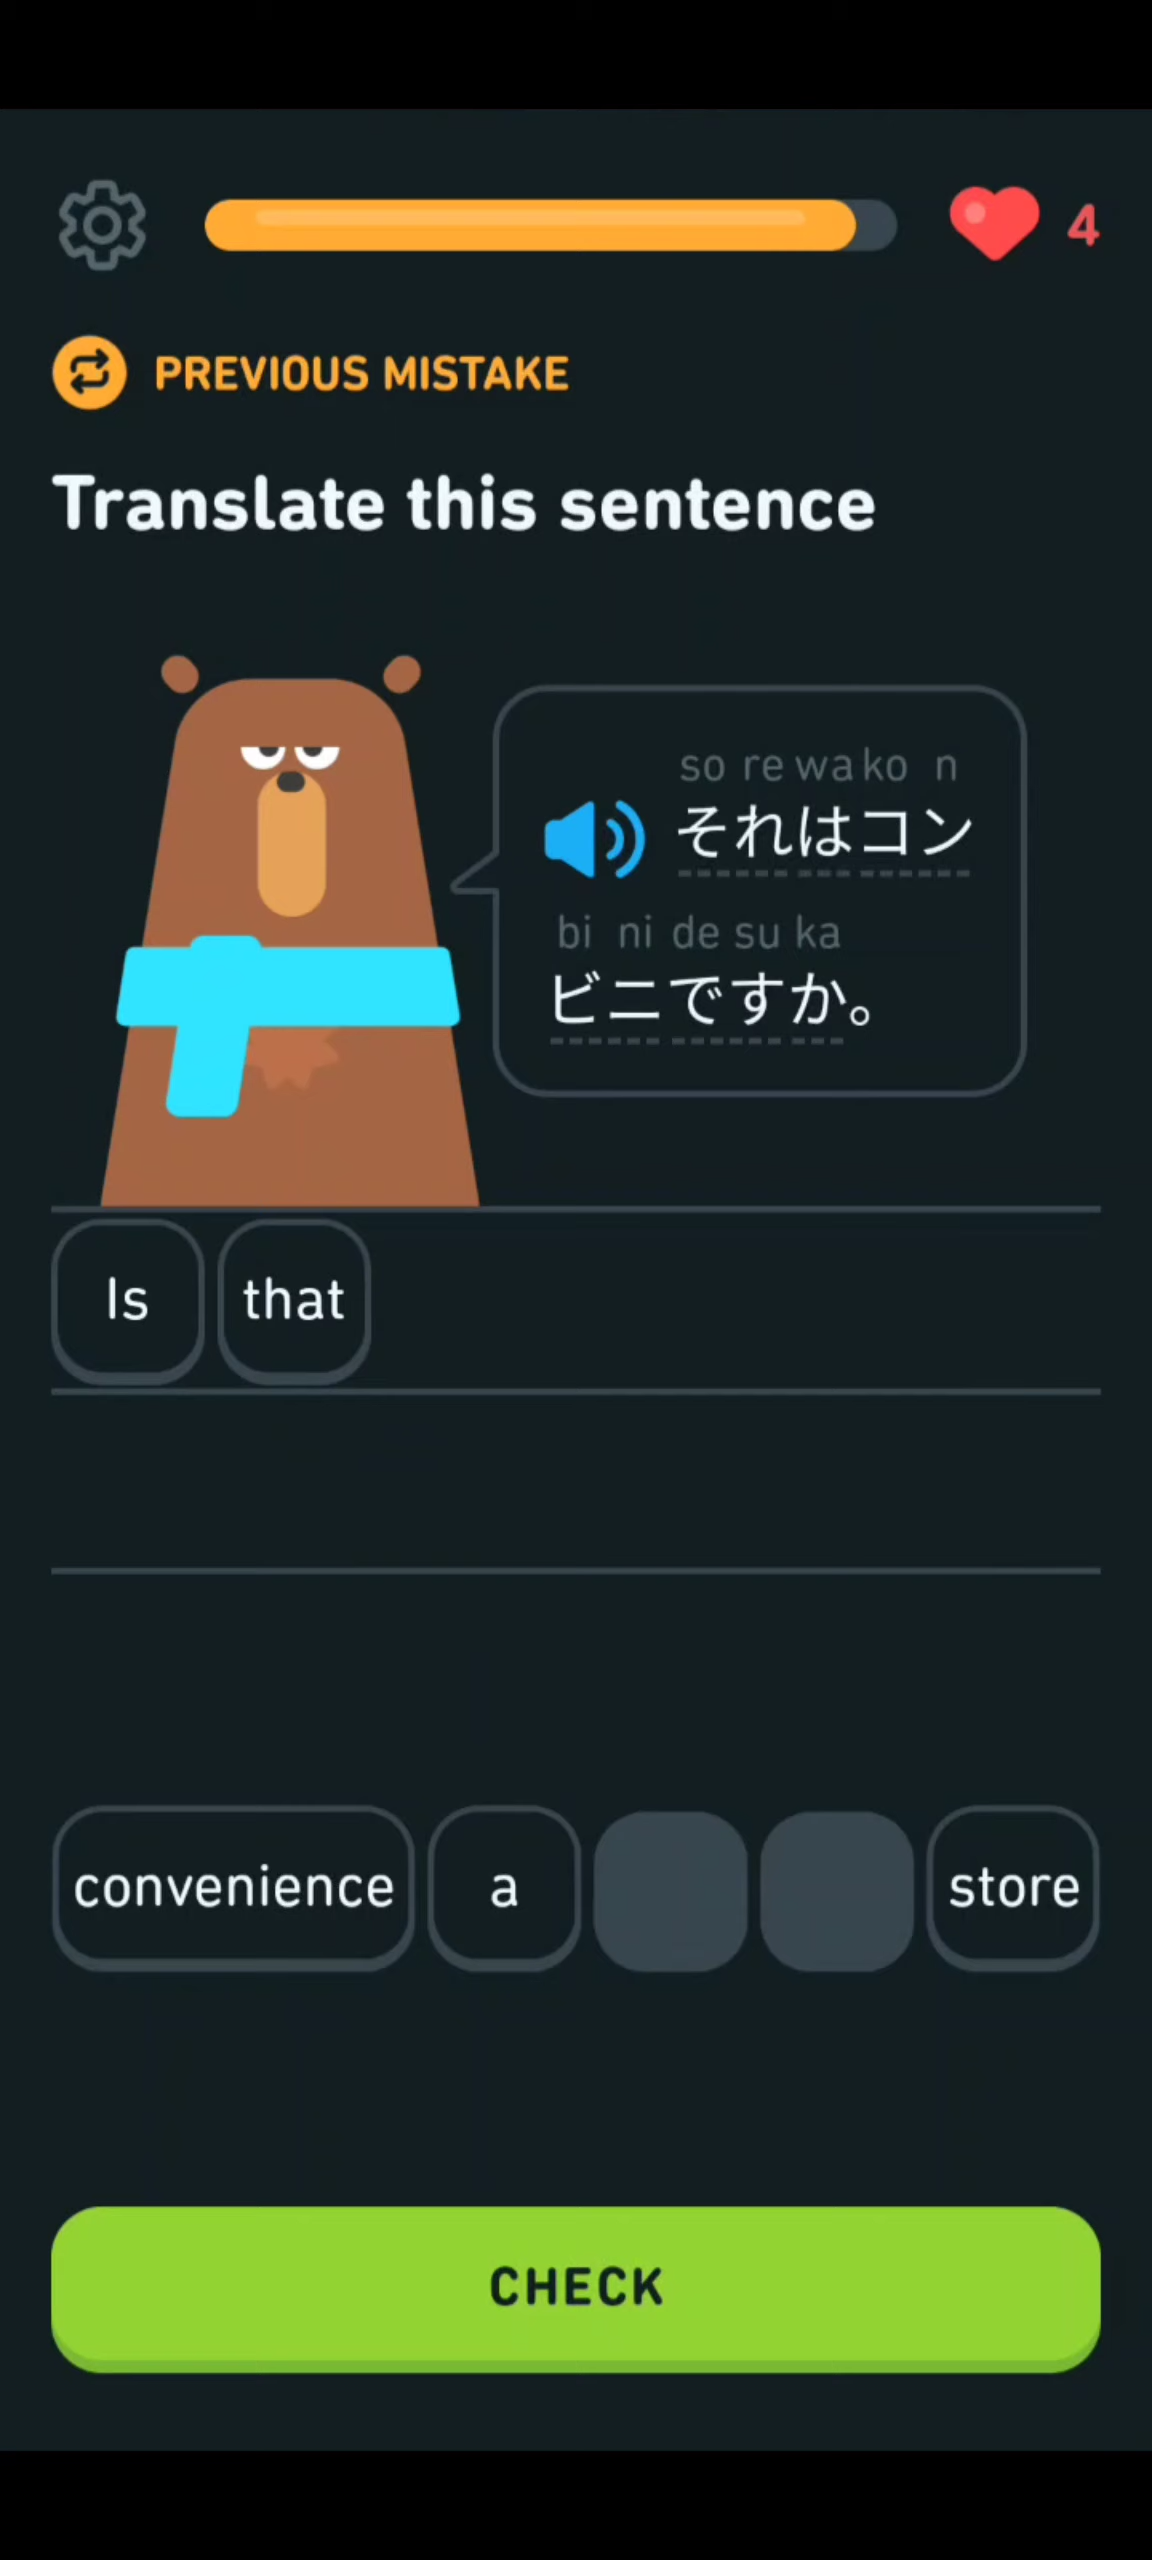 4
PREVIOUS MISTAKE
Translate this sentence
so re wa ko n
それはコン
bi ni de su ka
ビニですか。
Is that
convenience a store
CHECK